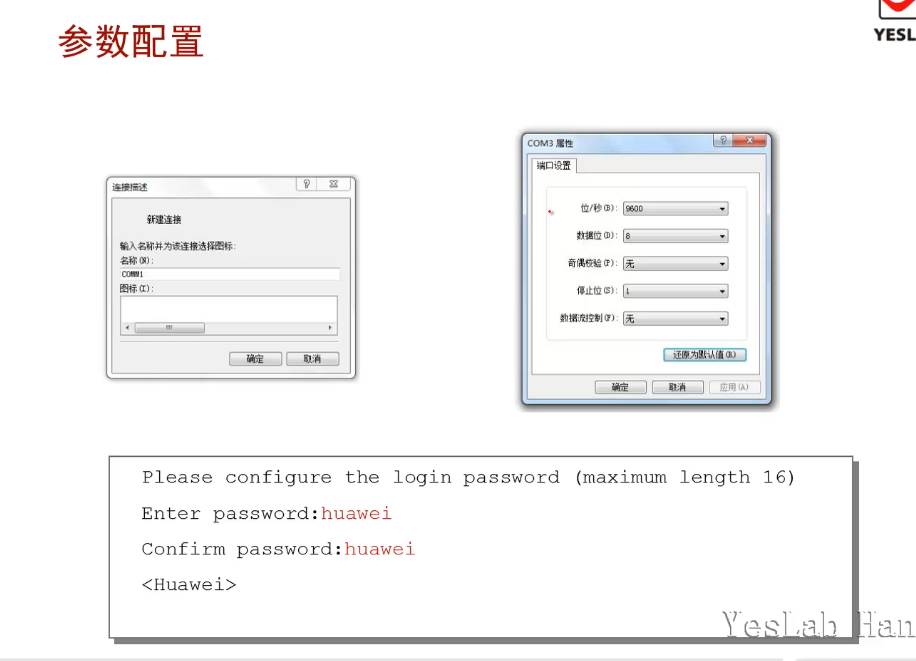 参数配置
YESL
连接描述
新建连接
输入名称并为该连接选择图标:
名称(N):
COMM1
图标(I):
确定
取消
COM3 属性
端口设置
位/秒(B): 9600
数据位(D): 8
奇偶校验(P): 无
停止位(S): 1
数据流控制(F): 无
还原为默认值(R)
确定
取消
应用(A)
Please configure the login password (maximum length 16)
Enter password:huawei
Confirm password:huawei
<Huawei>
YesLab Han